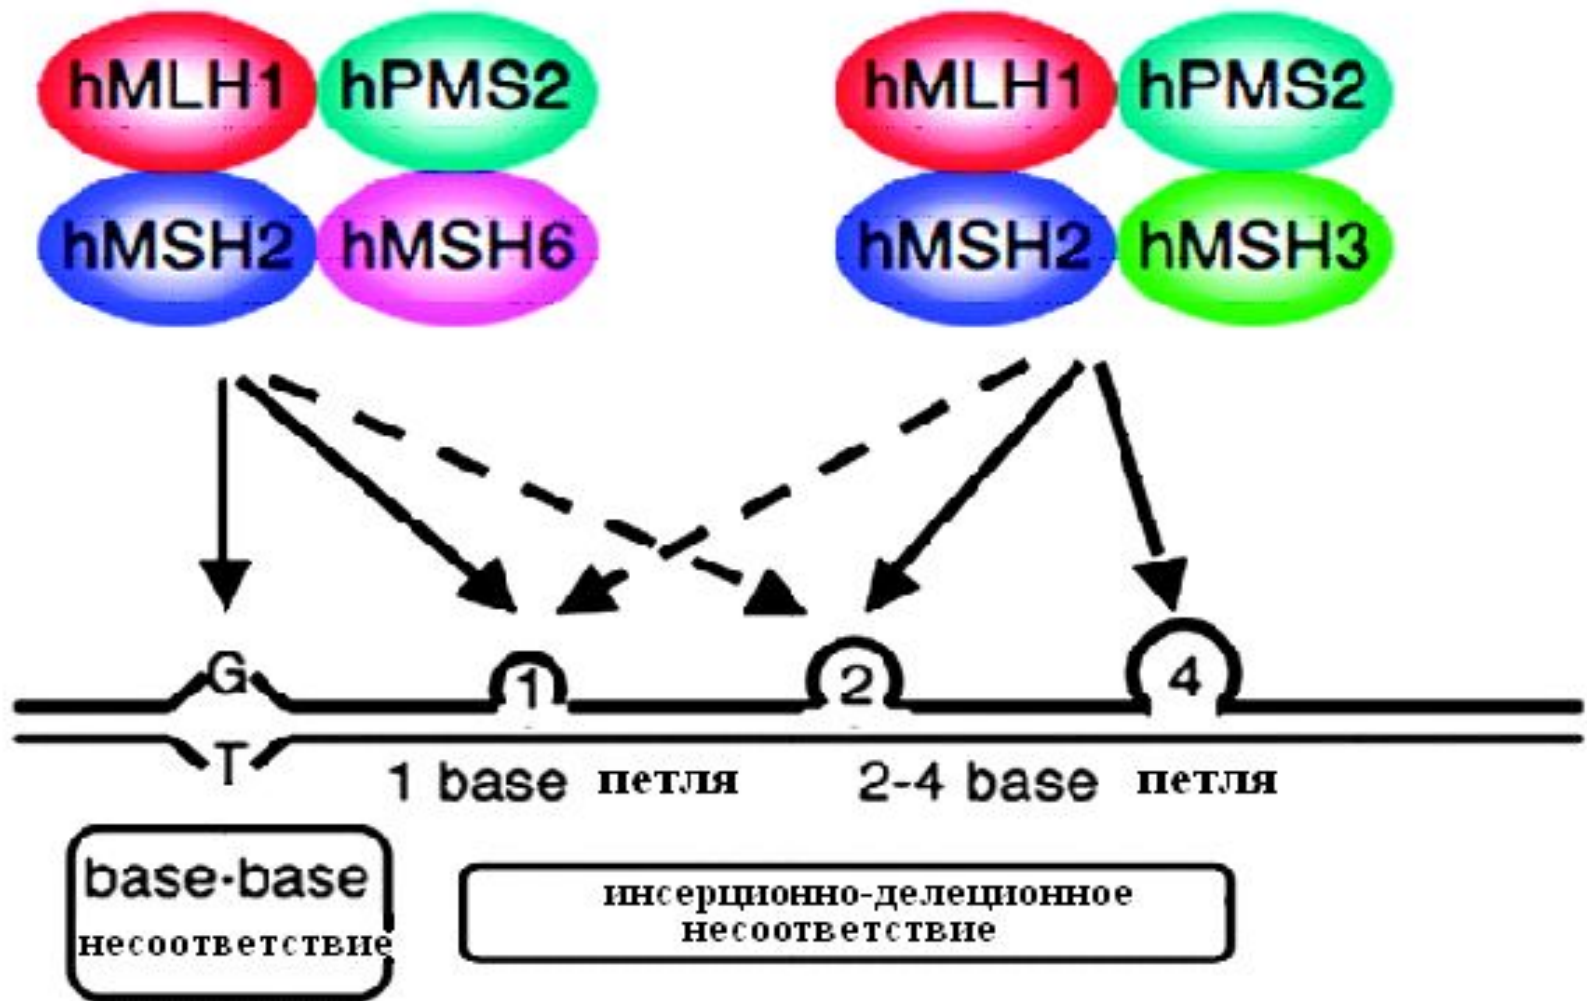 hMLH1 hPMS2 hMLH1 hPMS2
hMSH2 hMSH6 hMSH2 hMSH3
G
1 2 4
T
1 base петля 2-4 base петля
base-base
несоответствие
инсерционно-делеционное
несоответствие